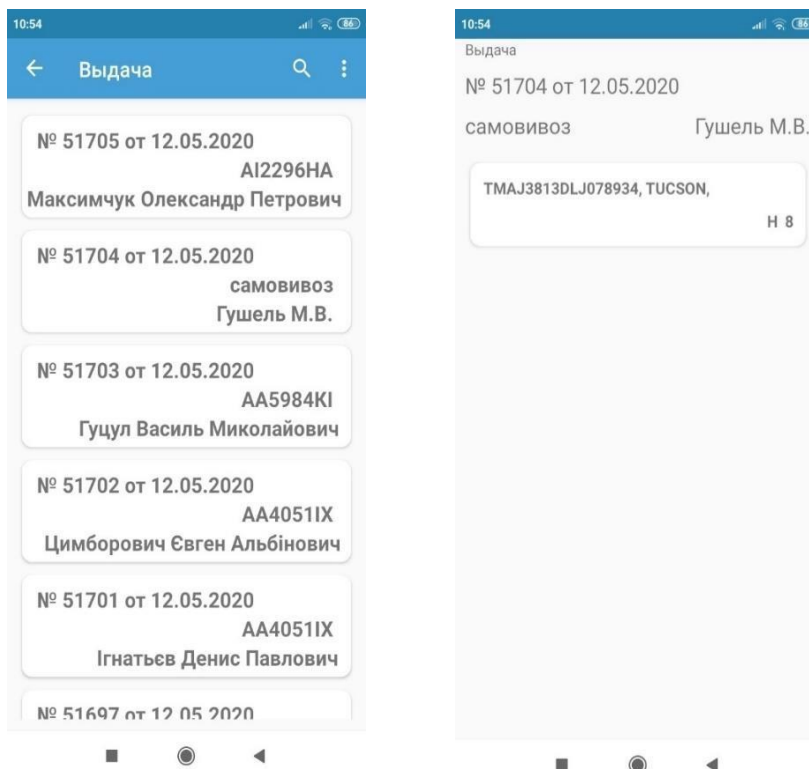 10:54
86
Выдача
№ 51705 от 12.05.2020
AI2296HA
Максимчук Олександр Петрович
№ 51704 от 12.05.2020
самовивоз
Гушель М.В.
№ 51703 от 12.05.2020
AA5984KI
Гуцул Василь Миколайович
№ 51702 от 12.05.2020
AA4051IX
Цимборович Євген Альбінович
№ 51701 от 12.05.2020
AA4051IX
Ігнатьєв Денис Павлович
№ 51697 от 12.05.2020
10:54
86
Выдача
№ 51704 от 12.05.2020
самовивоз Гушель М.В.
TMAJ3813DLJ078934, TUCSON,
H 8